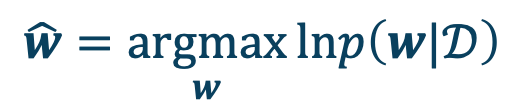 ŵ = argmax lnp(w|𝒟)
w